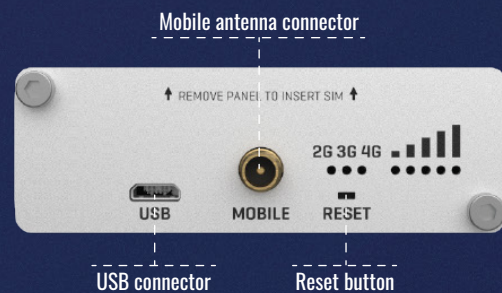 Mobile antenna connector
REMOVE PANEL TO INSERT SIM
2G 3G 4G
USB
MOBILE
RESET
USB connector
Reset button